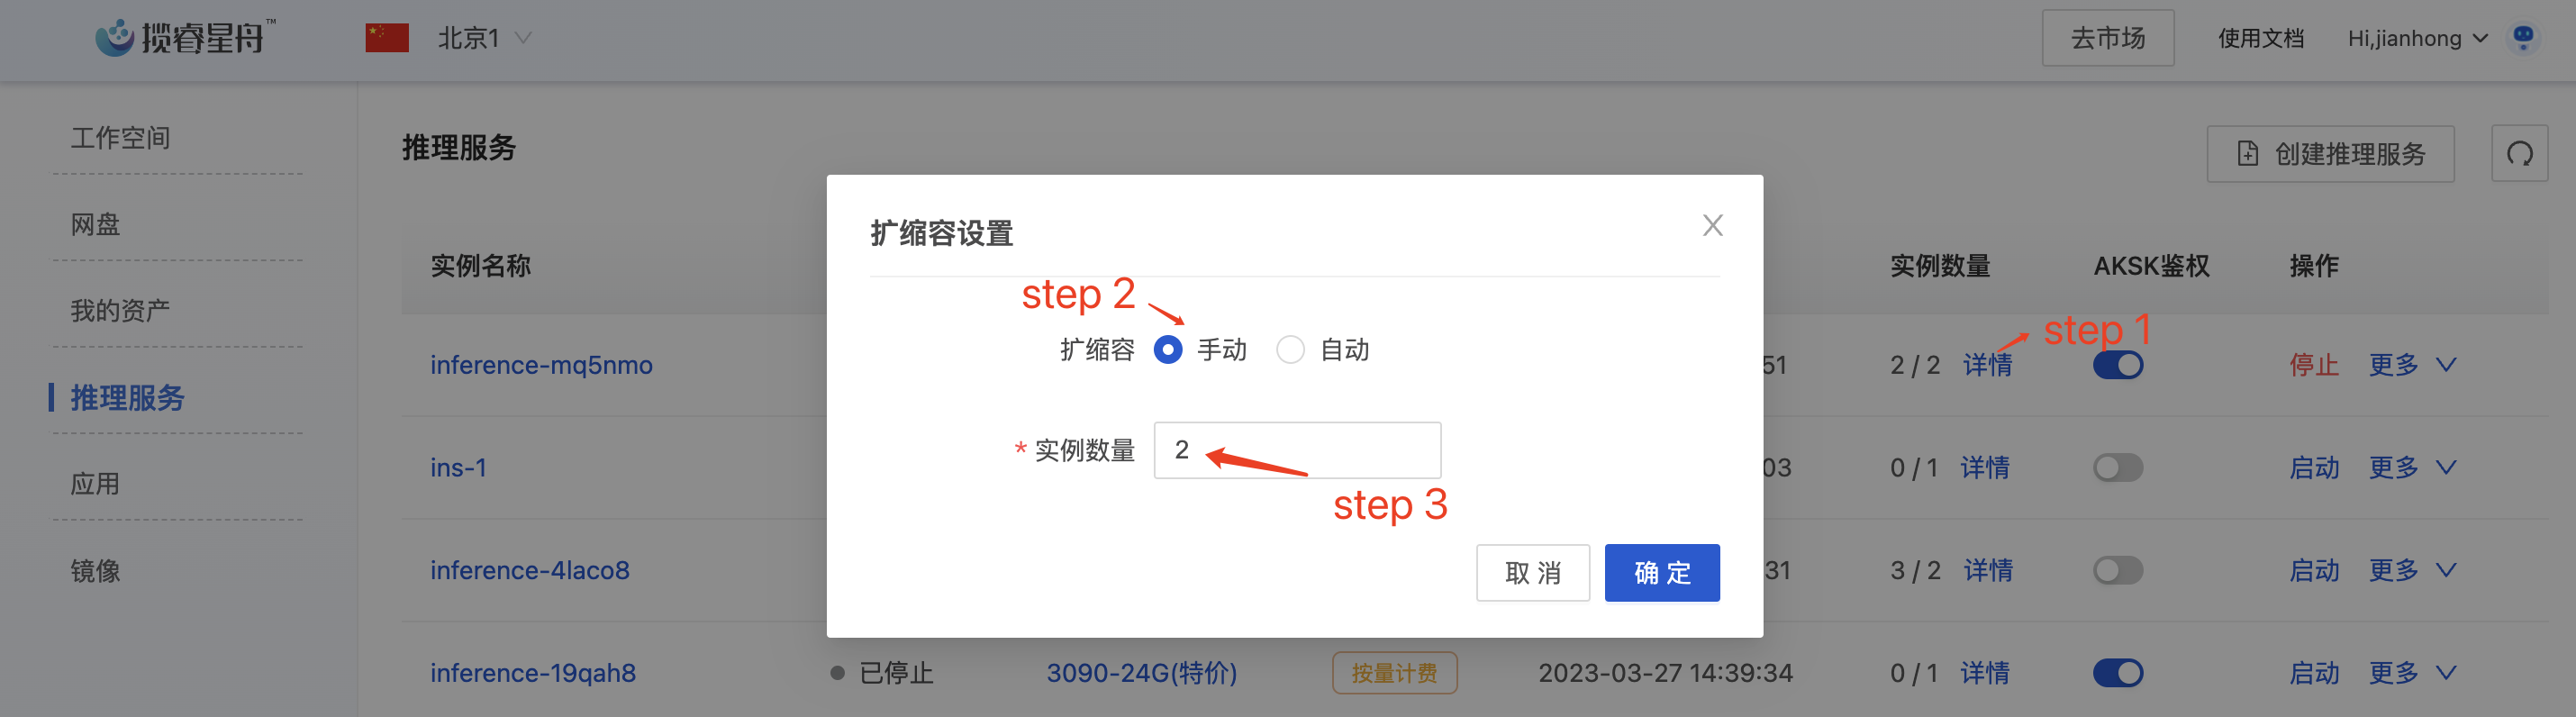 揽睿星舟™
北京1
去市场
使用文档
Hi,jianhong
工作空间
网盘
我的资产
推理服务
应用
镜像
推理服务
创建推理服务
实例名称
实例数量
AKSK鉴权
操作
inference-mq5nmo
51
2 / 2 详情
停止 更多
ins-1
03
0 / 1 详情
启动 更多
inference-4laco8
31
3 / 2 详情
启动 更多
inference-19qah8
已停止
3090-24G(特价)
按量计费
2023-03-27 14:39:34
0 / 1 详情
启动 更多
扩缩容设置
step 2
扩缩容 手动 自动
* 实例数量 2
step 3
取 消
确 定
step 1